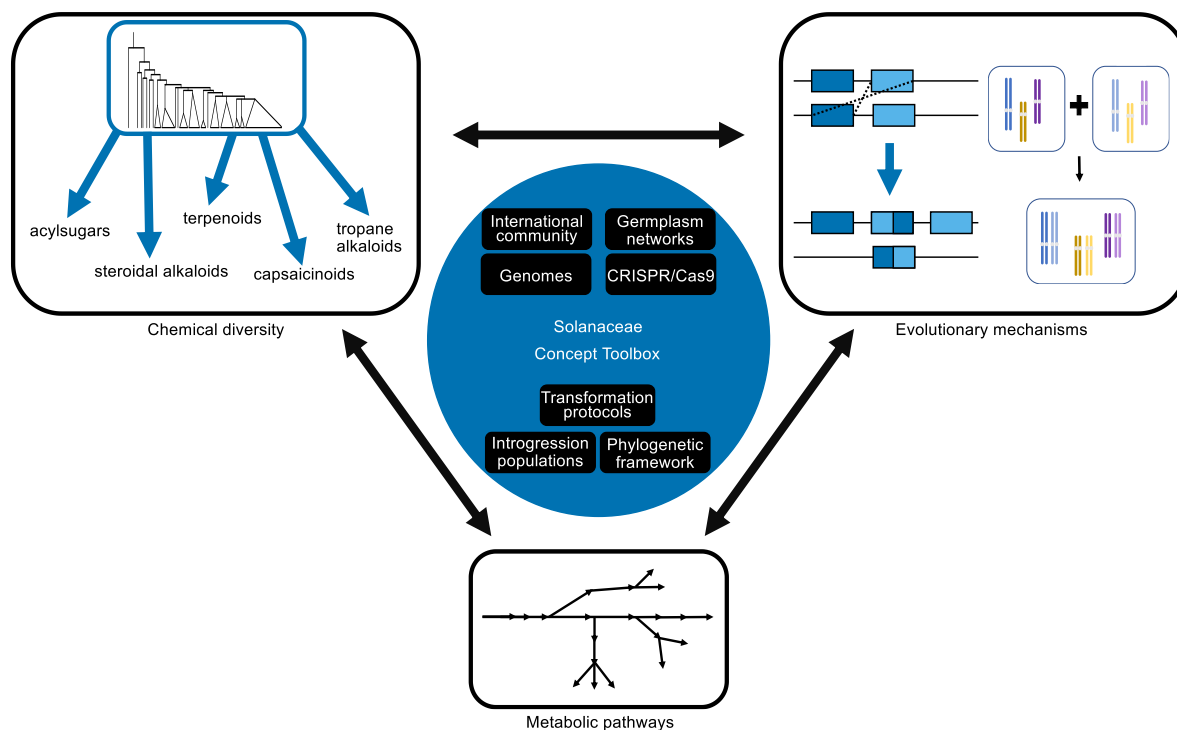 acylsugars
steroidal alkaloids
terpenoids
capsaicinoids
tropane
alkaloids
Chemical diversity
International
community
Germplasm
networks
Genomes
CRISPR/Cas9
Solanaceae
Concept Toolbox
Transformation
protocols
Introgression
populations
Phylogenetic
framework
Evolutionary mechanisms
Metabolic pathways